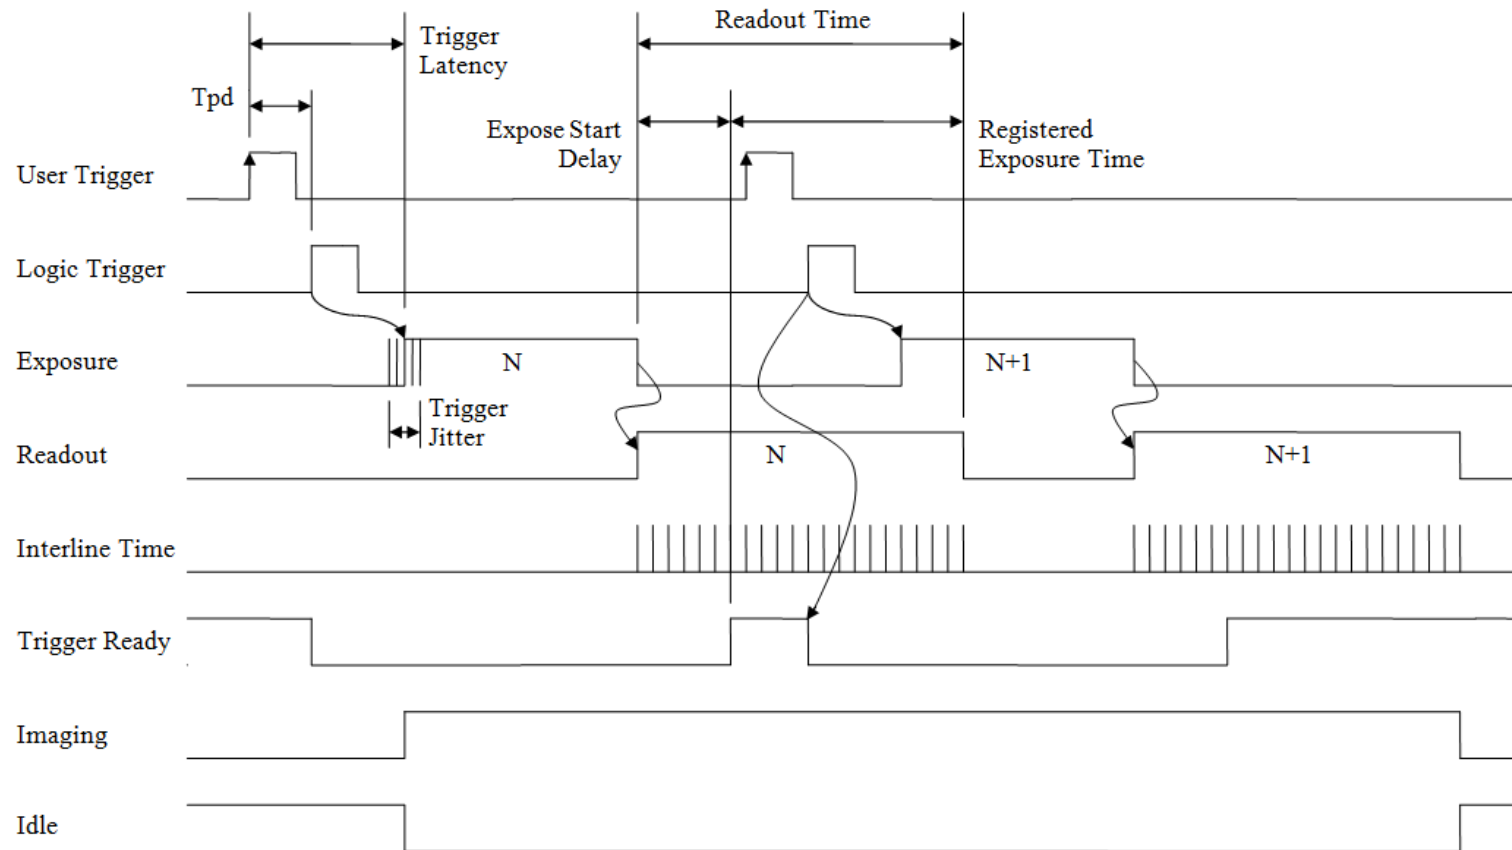 Readout Time
Trigger
Latency
Tpd
Expose Start
Delay
Registered
Exposure Time
User Trigger
Logic Trigger
Exposure
N
N+1
Trigger
Jitter
Readout
N
N+1
Interline Time
Trigger Ready
Imaging
Idle